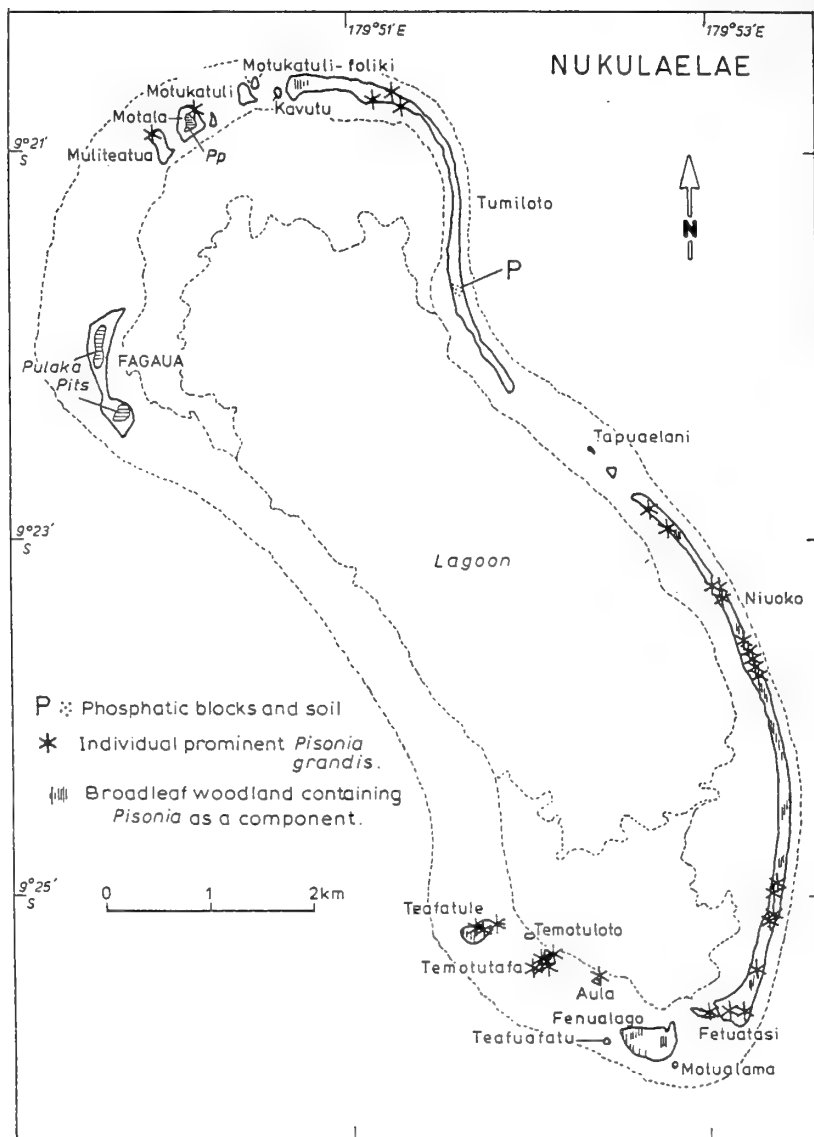 179°51'E
179°53'E
NUKULAELAE
Motukatuli-foliki
Motukatuli
Kavutu
Motala
Pp
Muliteatua
9°21'
S
N
Tumiloto
P
FAGAUA
Pulaka
Pits
Tapuaelani
9°23'
S
Lagoon
Niuoko
P Phosphatic blocks and soil
Individual prominent Pisonia
grandis.
Broadleaf woodland containing
Pisonia as a component.
9°25'
S
0 1 2km
Teafatule
Temotuloto
Temotutafa
Aula
Fenualago
Fetuatasi
Teafuafatu
Motualama